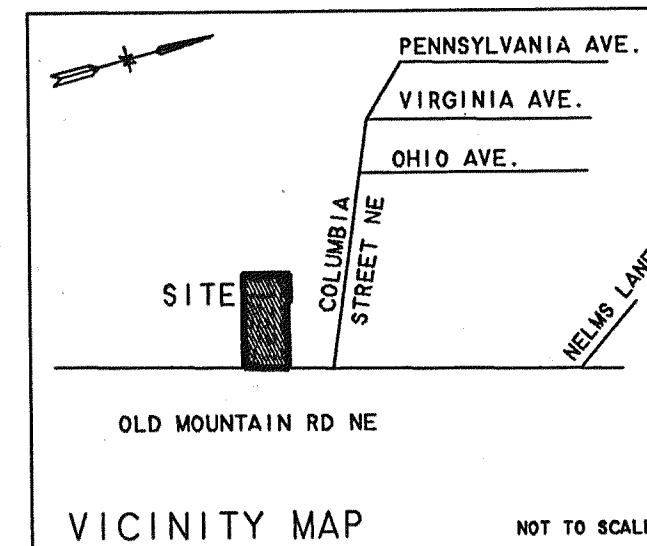 PENNSYLVANIA AVE.
VIRGINIA AVE.
OHIO AVE.
COLUMBIA
STREET NE
SITE
NELMS LANE
OLD MOUNTAIN RD NE
VICINITY MAP
NOT TO SCALE